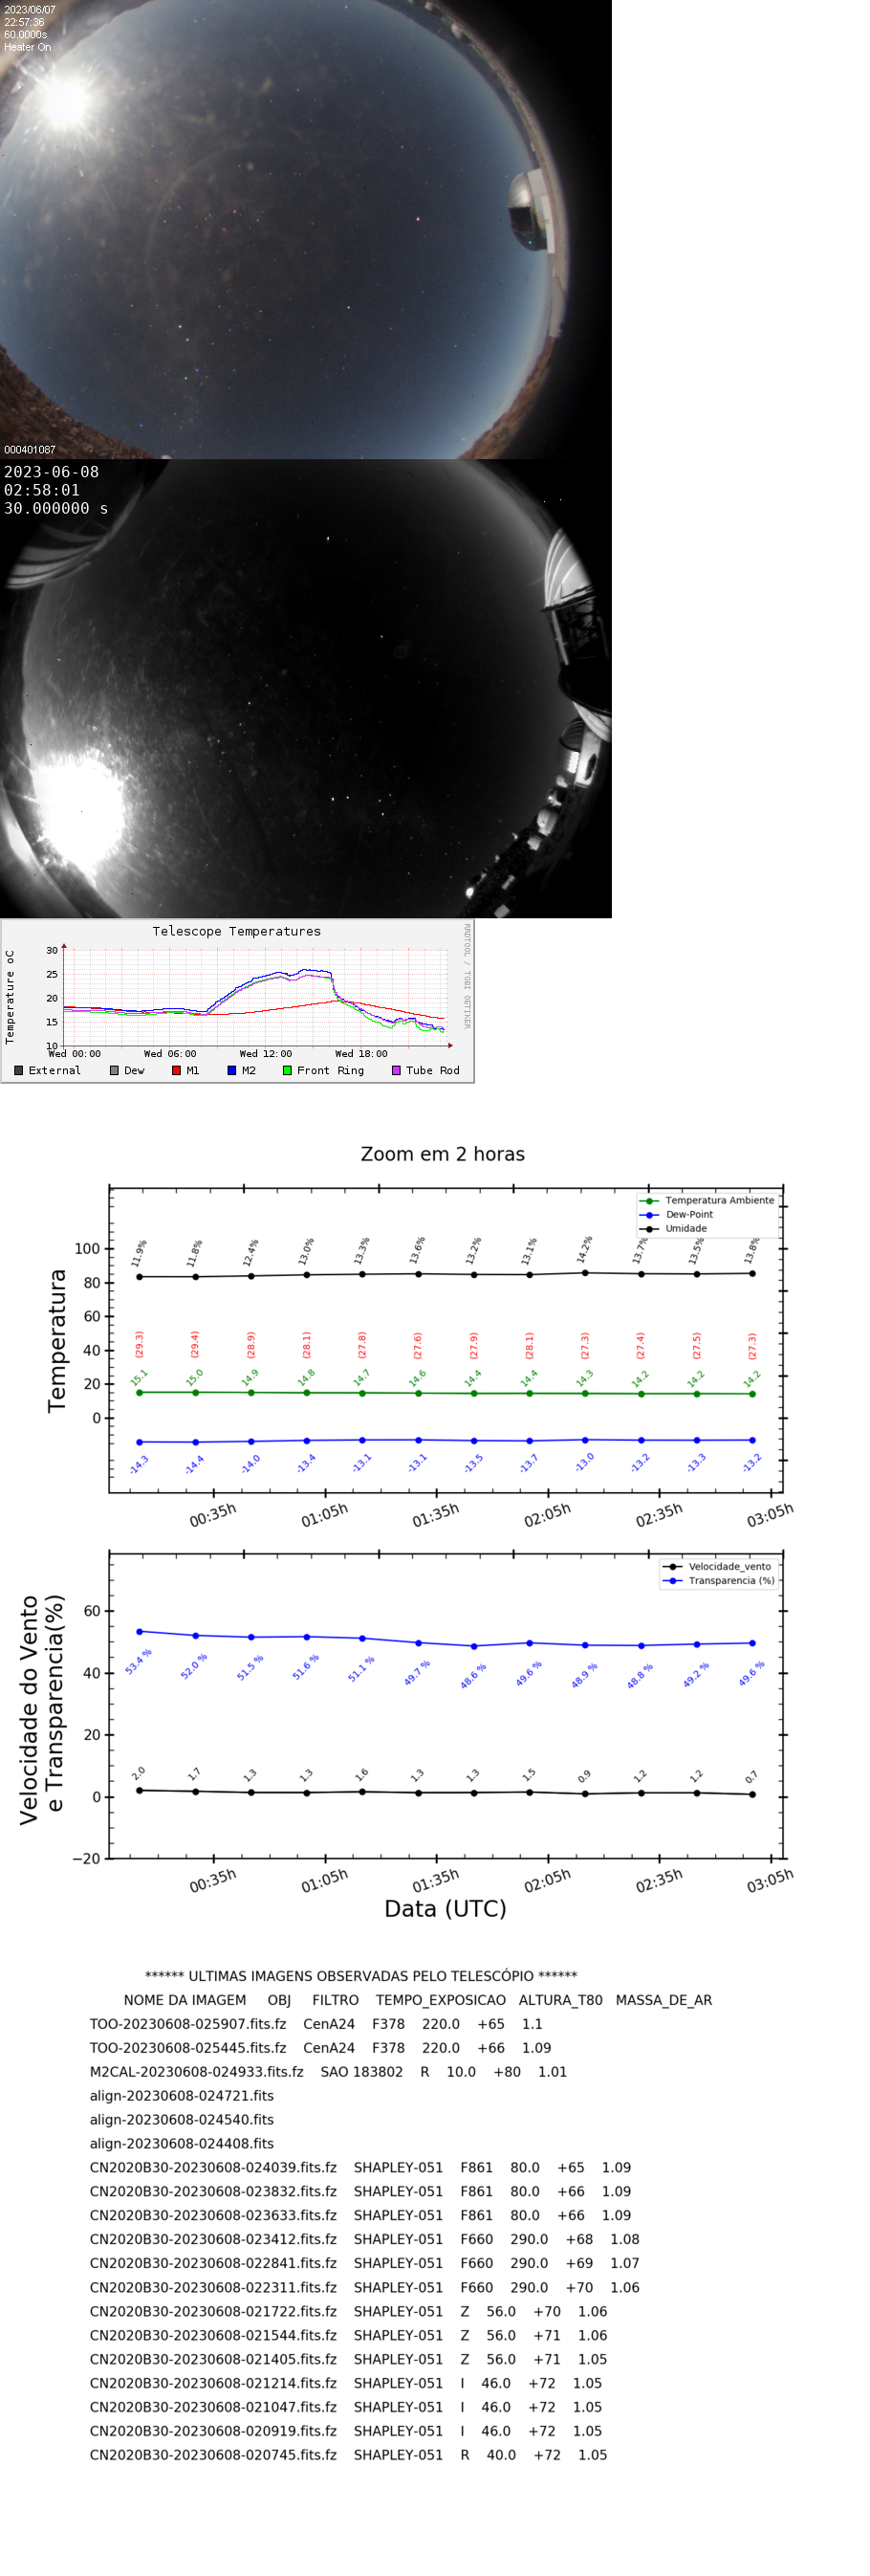 2023/06/07
22:57:36
60.0000s
Heater On
000401087
2023-06-08
02:58:01
30.000000 s
Telescope Temperatures
RRDTOOL / TOBI OETIKER
Temperature oC
30
25
20
15
10
Wed 00:00 Wed 06:00 Wed 12:00 Wed 18:00
External Dew M1 M2 Front Ring Tube Rod
Zoom em 2 horas
Temperatura Ambiente
Dew-Point
Umidade
Temperatura
100
80
60
40
20
0
11.9% 11.8% 12.4% 13.0% 13.3% 13.6% 13.2% 13.1% 14.2% 13.7% 13.5% 13.8%
(29.3) (29.4) (28.9) (28.1) (27.8) (27.6) (27.9) (28.1) (27.3) (27.4) (27.5) (27.3)
15.1 15.0 14.9 14.8 14.7 14.6 14.4 14.4 14.3 14.2 14.2 14.2
-14.3 -14.4 -14.0 -13.4 -13.1 -13.1 -13.5 -13.7 -13.0 -13.2 -13.3 -13.2
00:35h 01:05h 01:35h 02:05h 02:35h 03:05h
Velocidade_vento
Transparencia (%)
Velocidade do Vento
e Transparencia(%)
60
40
20
0
−20
53.4 % 52.0 % 51.5 % 51.6 % 51.1 % 49.7 % 48.6 % 49.6 % 48.9 % 48.8 % 49.2 % 49.6 %
2.0 1.7 1.3 1.3 1.6 1.3 1.3 1.5 0.9 1.2 1.2 0.7
00:35h 01:05h 01:35h 02:05h 02:35h 03:05h
Data (UTC)
****** ULTIMAS IMAGENS OBSERVADAS PELO TELESCÓPIO ******
NOME DA IMAGEM OBJ FILTRO TEMPO_EXPOSICAO ALTURA_T80 MASSA_DE_AR
TOO-20230608-025907.fits.fz CenA24 F378 220.0 +65 1.1
TOO-20230608-025445.fits.fz CenA24 F378 220.0 +66 1.09
M2CAL-20230608-024933.fits.fz SAO 183802 R 10.0 +80 1.01
align-20230608-024721.fits
align-20230608-024540.fits
align-20230608-024408.fits
CN2020B30-20230608-024039.fits.fz SHAPLEY-051 F861 80.0 +65 1.09
CN2020B30-20230608-023832.fits.fz SHAPLEY-051 F861 80.0 +66 1.09
CN2020B30-20230608-023633.fits.fz SHAPLEY-051 F861 80.0 +66 1.09
CN2020B30-20230608-023412.fits.fz SHAPLEY-051 F660 290.0 +68 1.08
CN2020B30-20230608-022841.fits.fz SHAPLEY-051 F660 290.0 +69 1.07
CN2020B30-20230608-022311.fits.fz SHAPLEY-051 F660 290.0 +70 1.06
CN2020B30-20230608-021722.fits.fz SHAPLEY-051 Z 56.0 +70 1.06
CN2020B30-20230608-021544.fits.fz SHAPLEY-051 Z 56.0 +71 1.06
CN2020B30-20230608-021405.fits.fz SHAPLEY-051 Z 56.0 +71 1.05
CN2020B30-20230608-021214.fits.fz SHAPLEY-051 I 46.0 +72 1.05
CN2020B30-20230608-021047.fits.fz SHAPLEY-051 I 46.0 +72 1.05
CN2020B30-20230608-020919.fits.fz SHAPLEY-051 I 46.0 +72 1.05
CN2020B30-20230608-020745.fits.fz SHAPLEY-051 R 40.0 +72 1.05